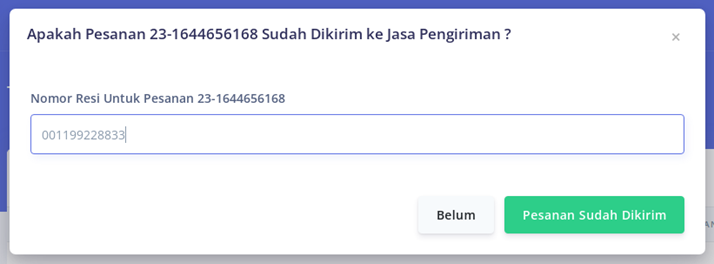 Apakah Pesanan 23-1644656168 Sudah Dikirim ke Jasa Pengiriman ?
×
Nomor Resi Untuk Pesanan 23-1644656168
001199228833
Belum
Pesanan Sudah Dikirim